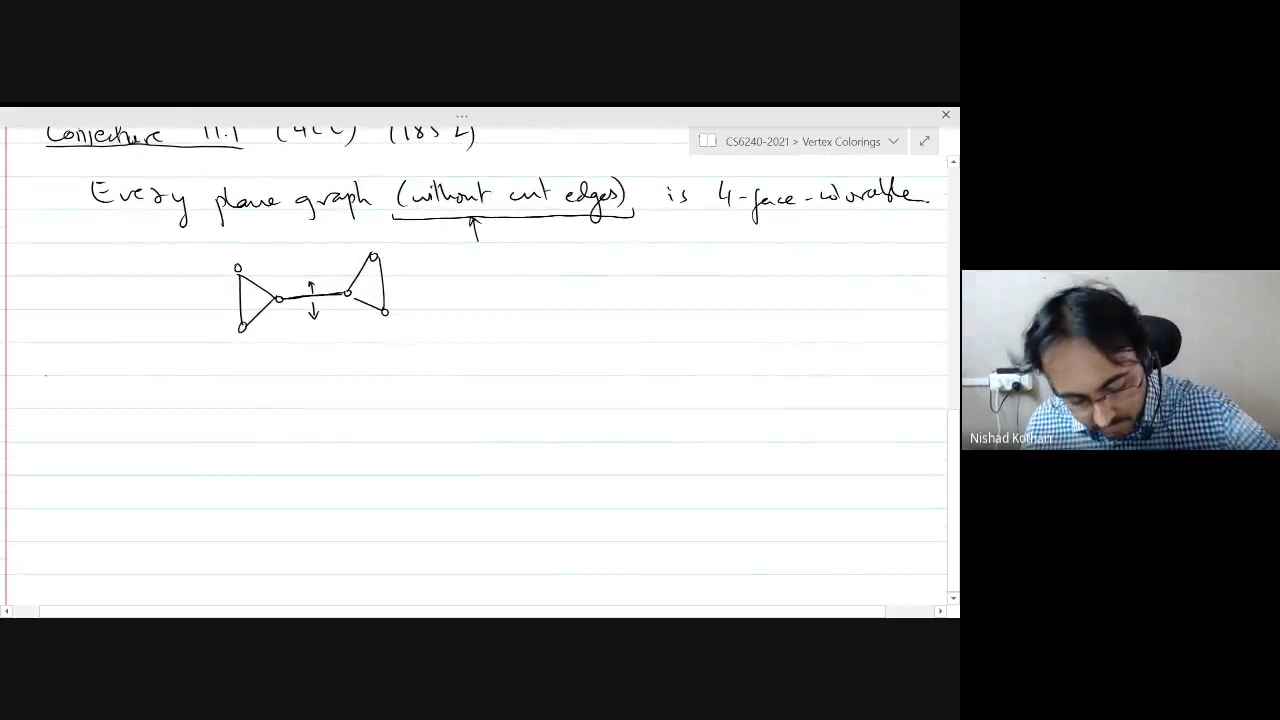 Conjecture 11.1 (4CC) (1852)
CS6240-2021 > Vertex Colorings
Every plane graph (without cut edges) is 4-face-colorable.
Nishad Kothari